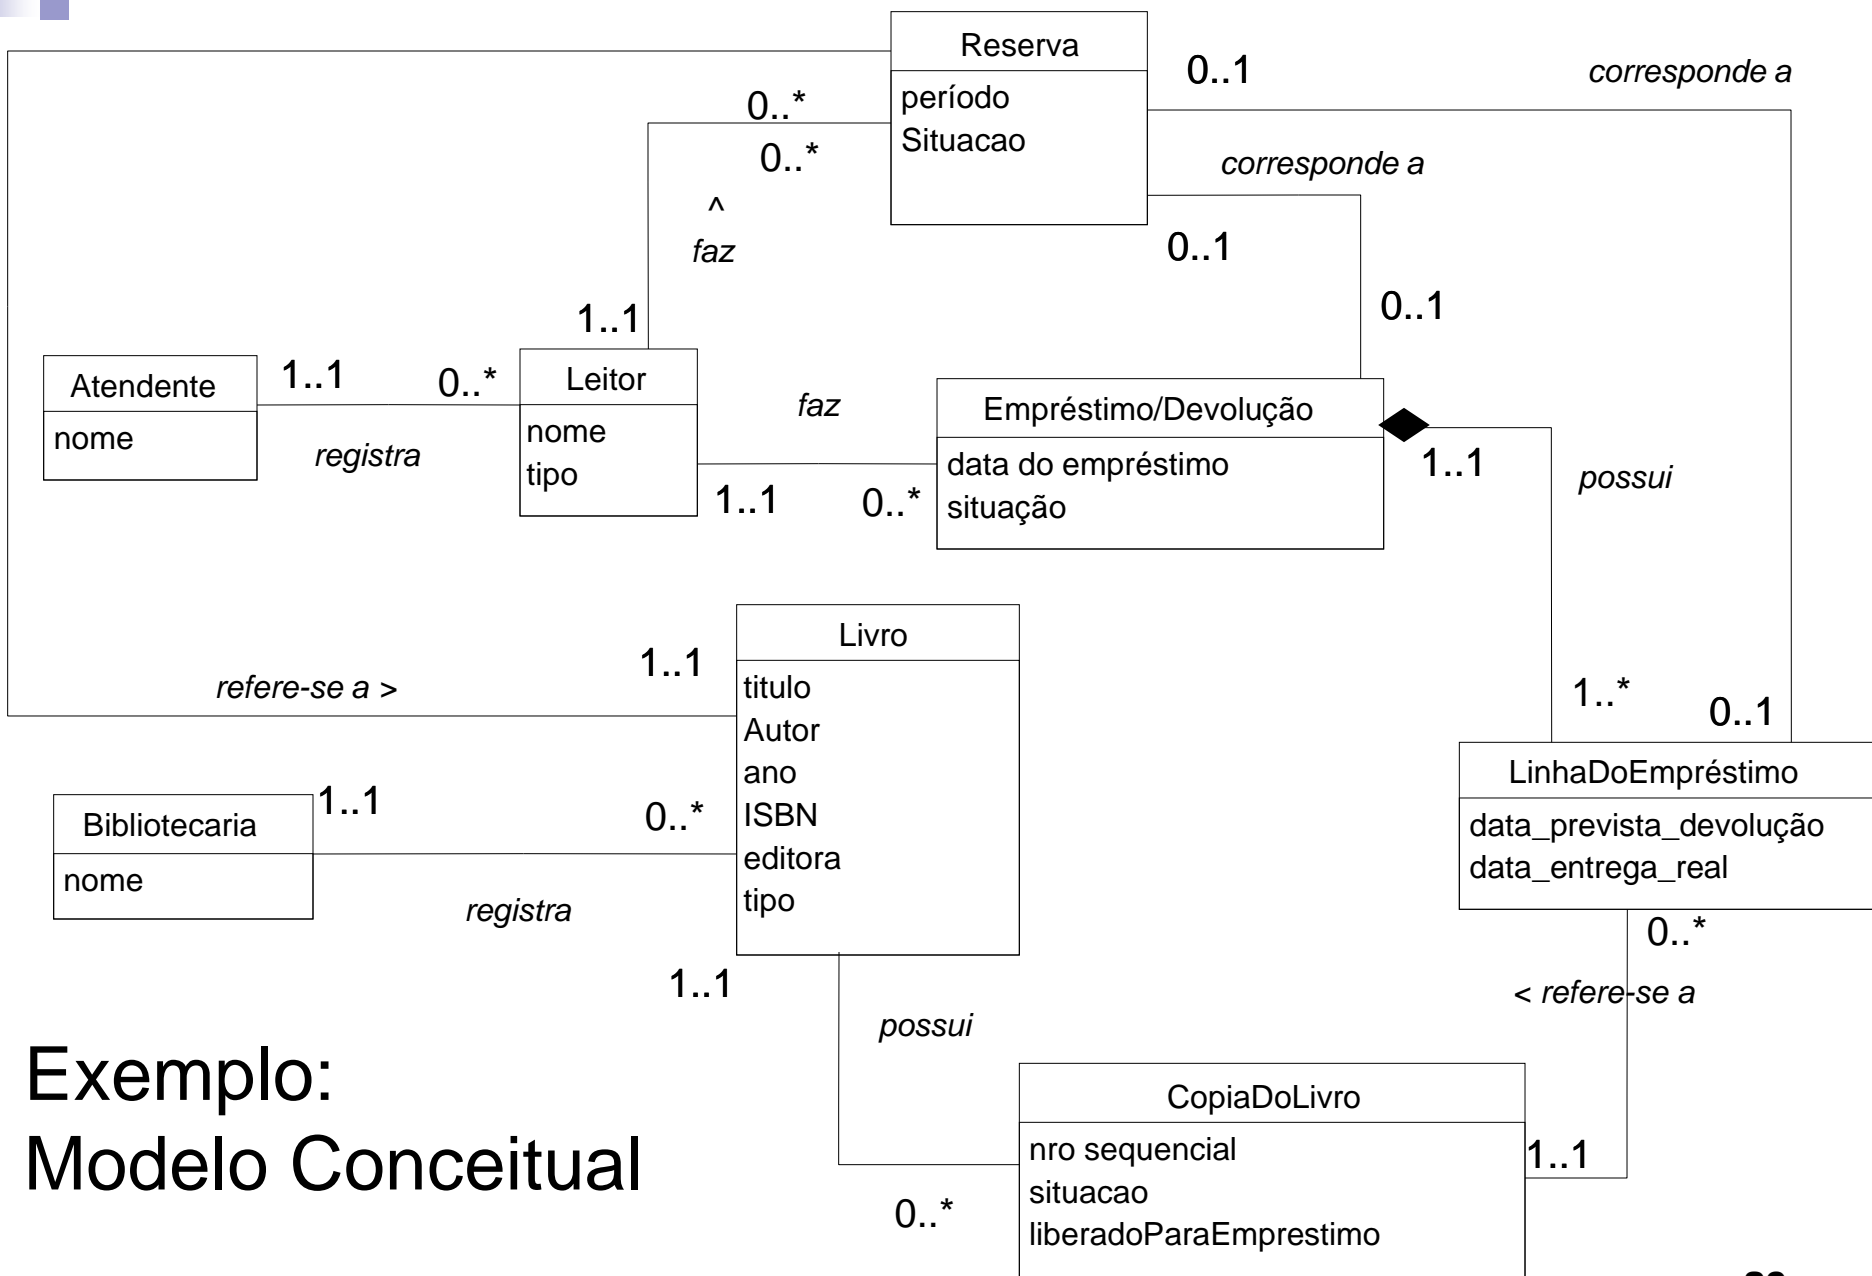 Reserva
período
Situacao
0..1
corresponde a
0..*
0..*
corresponde a
^
faz
0..1
0..1
1..1
Atendente
nome
1..1
0..*
registra
Leitor
nome
tipo
faz
1..1
0..*
Empréstimo/Devolução
data do empréstimo
situação
1..1
possui
1..*
0..1
refere-se a >
1..1
Livro
titulo
Autor
ano
ISBN
editora
tipo
Bibliotecaria
nome
1..1
0..*
registra
LinhaDoEmpréstimo
data_prevista_devolução
data_entrega_real
0..*
< refere-se a
1..1
possui
0..*
CopiaDoLivro
nro sequencial
situacao
liberadoParaEmprestimo
1..1
Exemplo:
Modelo Conceitual